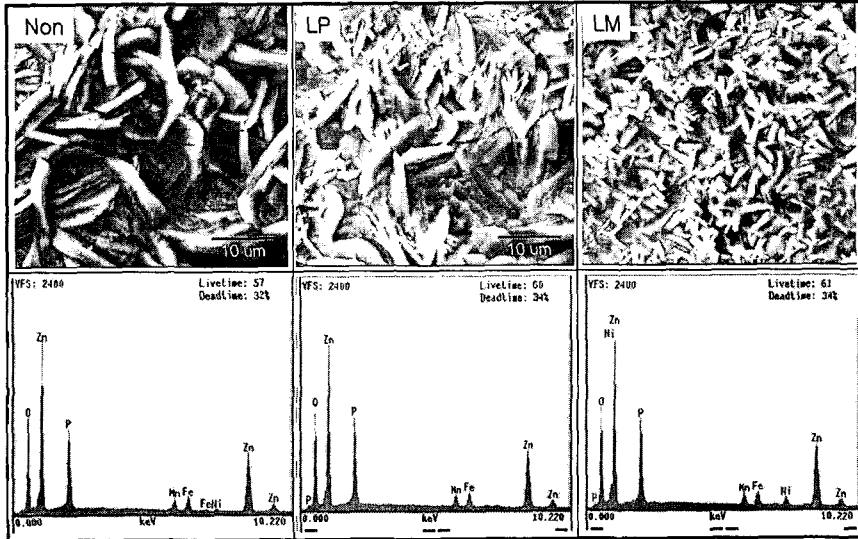 Non
LP
LM
10 um
10 um
VFS: 2400
Livetime: 57
Deadtime: 32%
Zn
O
P
Mn
Fe
Fe
Ni
Zn
Zn
0.000
keV
10.220
VFS: 2400
Livetime: 60
Deadtime: 34%
Zn
O
P
P
Mn
Fe
Zn
Zn
0.000
keV
10.220
VFS: 2400
Livetime: 61
Deadtime: 34%
Zn
Ni
O
P
P
Mn
Fe
Ni
Zn
Zn
0.000
keV
10.220